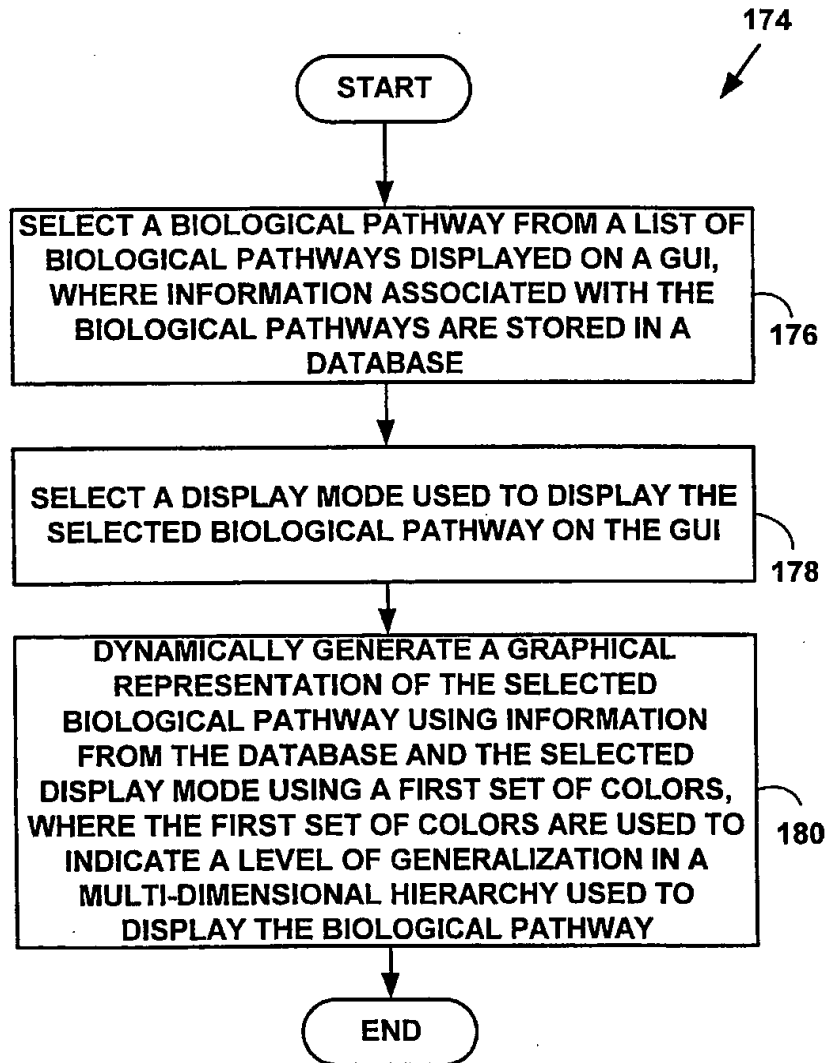 174
START
SELECT A BIOLOGICAL PATHWAY FROM A LIST OF
BIOLOGICAL PATHWAYS DISPLAYED ON A GUI,
WHERE INFORMATION ASSOCIATED WITH THE
BIOLOGICAL PATHWAYS ARE STORED IN A
DATABASE
176
SELECT A DISPLAY MODE USED TO DISPLAY THE
SELECTED BIOLOGICAL PATHWAY ON THE GUI
178
DYNAMICALLY GENERATE A GRAPHICAL
REPRESENTATION OF THE SELECTED
BIOLOGICAL PATHWAY USING INFORMATION
FROM THE DATABASE AND THE SELECTED
DISPLAY MODE USING A FIRST SET OF COLORS,
WHERE THE FIRST SET OF COLORS ARE USED TO
INDICATE A LEVEL OF GENERALIZATION IN A
MULTI-DIMENSIONAL HIERARCHY USED TO
DISPLAY THE BIOLOGICAL PATHWAY
180
END